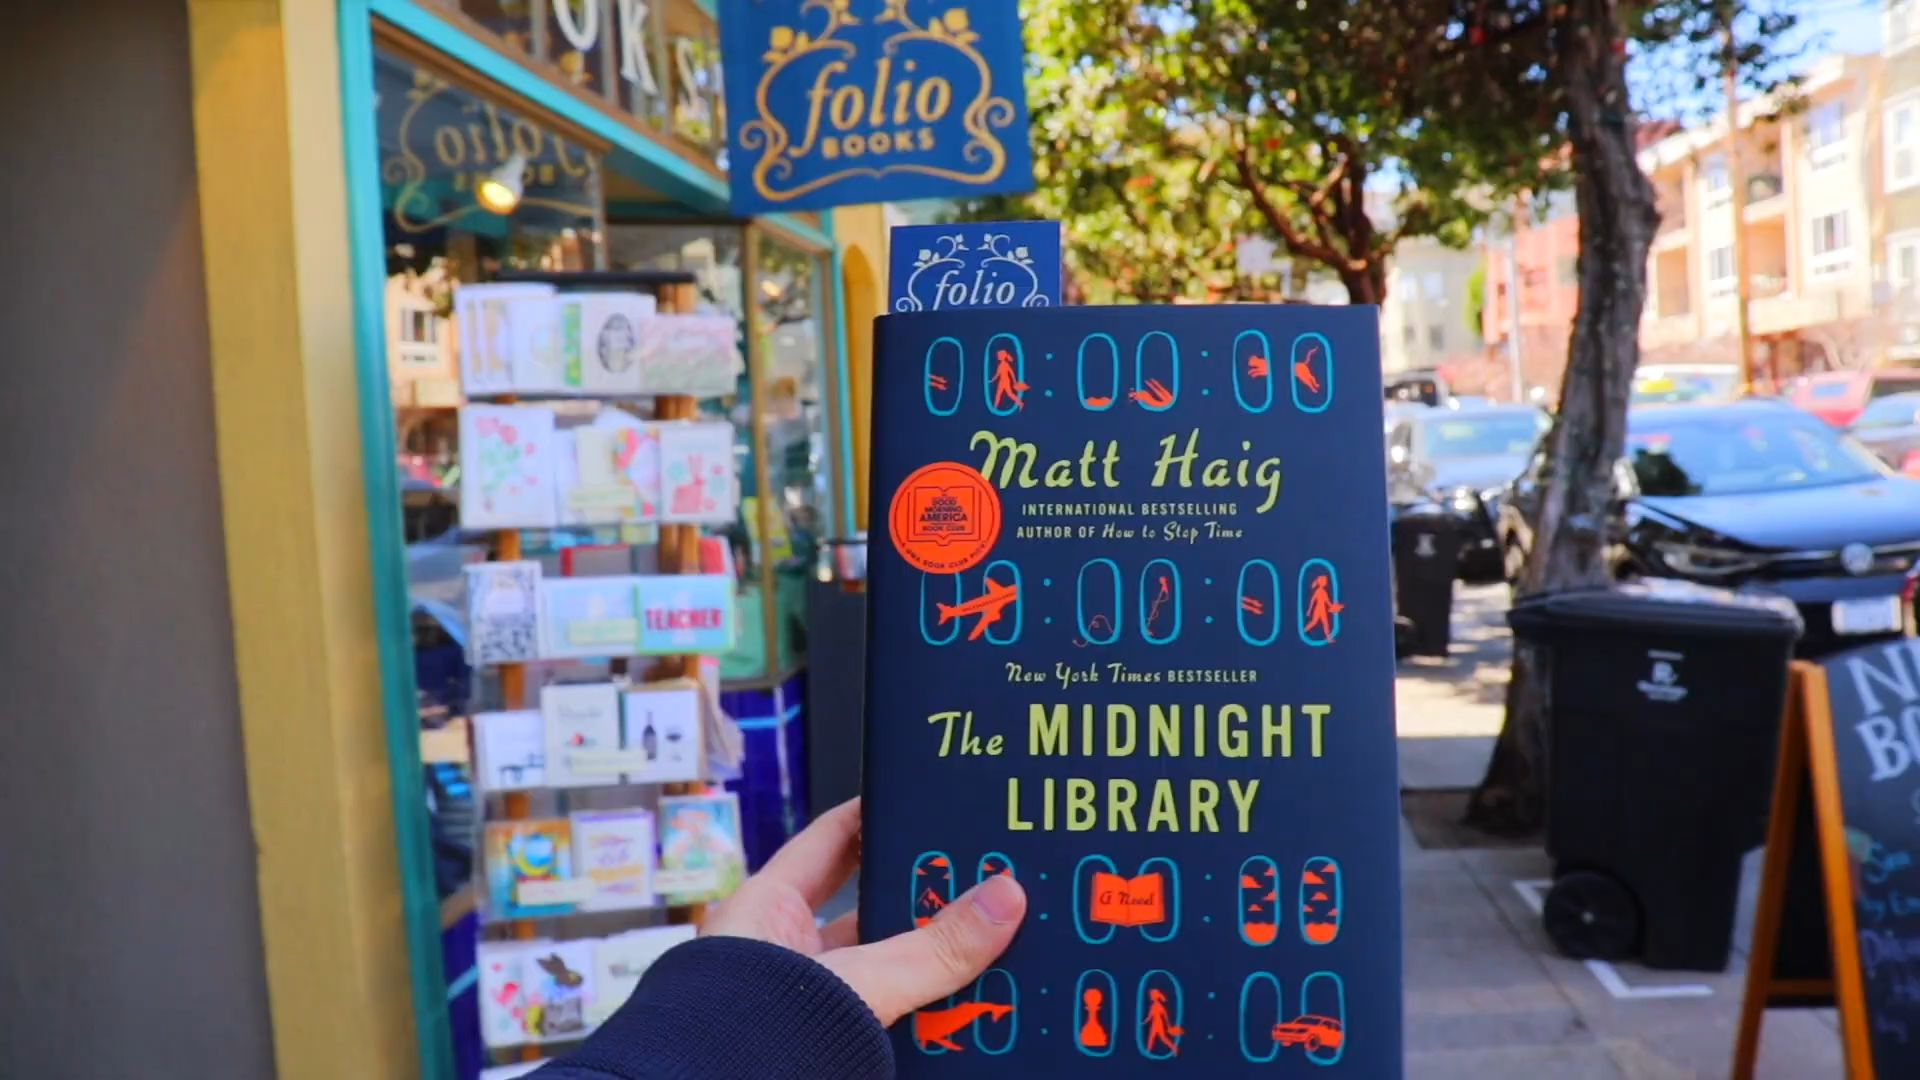 OKS
folio
BOOKS
folio
Matt Haig
INTERNATIONAL BESTSELLING
AUTHOR OF How to Stop Time
GOOD
MORNING
AMERICA
BOOK CLUB
New York Times BESTSELLER
The MIDNIGHT
LIBRARY
A Novel
TEACHER